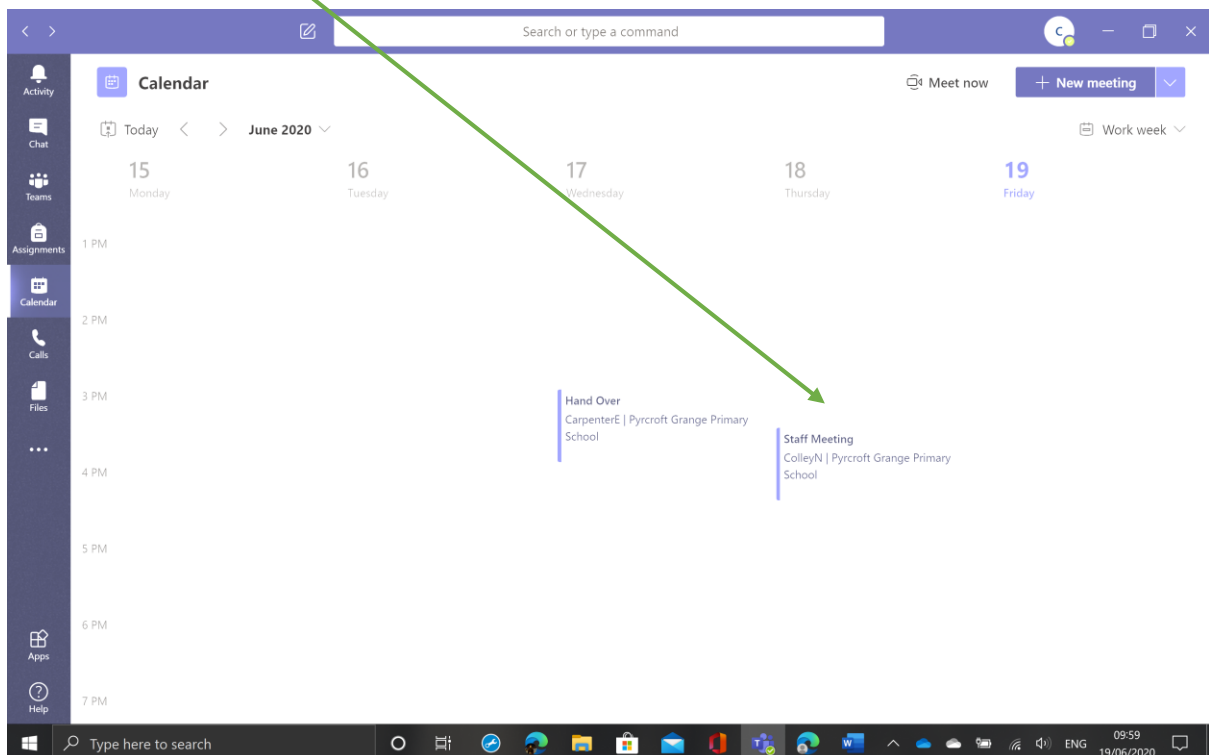 Search or type a command
C
Activity
Chat
Teams
Assignments
Calendar
Calls
Files
Apps
Help
Calendar
Meet now
+ New meeting
Today
June 2020
Work week
15
Monday
16
Tuesday
17
Wednesday
18
Thursday
19
Friday
1 PM
2 PM
3 PM
4 PM
5 PM
6 PM
7 PM
Hand Over
CarpenterE | Pyrcroft Grange Primary
School
Staff Meeting
ColleyN | Pyrcroft Grange Primary
School
Type here to search
ENG
09:59
19/06/2020